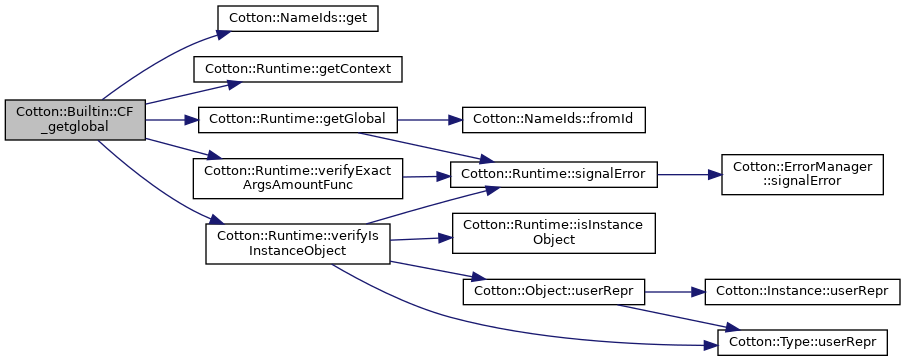 Cotton::Builtin::CF
_getglobal
Cotton::NameIds::get
Cotton::Runtime::getContext
Cotton::Runtime::getGlobal
Cotton::NameIds::fromId
Cotton::Runtime::verifyExact
ArgsAmountFunc
Cotton::Runtime::signalError
Cotton::ErrorManager
::signalError
Cotton::Runtime::verifyIs
InstanceObject
Cotton::Runtime::isInstance
Object
Cotton::Object::userRepr
Cotton::Instance::userRepr
Cotton::Type::userRepr